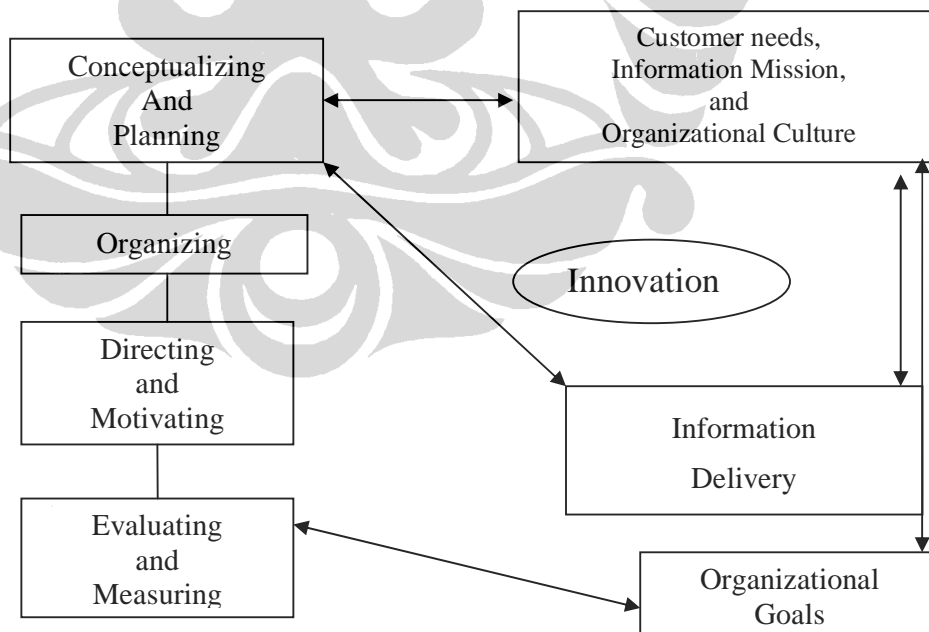 Conceptualizing
And
Planning
Customer needs,
Information Mission,
and
Organizational Culture
Organizing
Innovation
Directing
and
Motivating
Information
Delivery
Evaluating
and
Measuring
Organizational
Goals